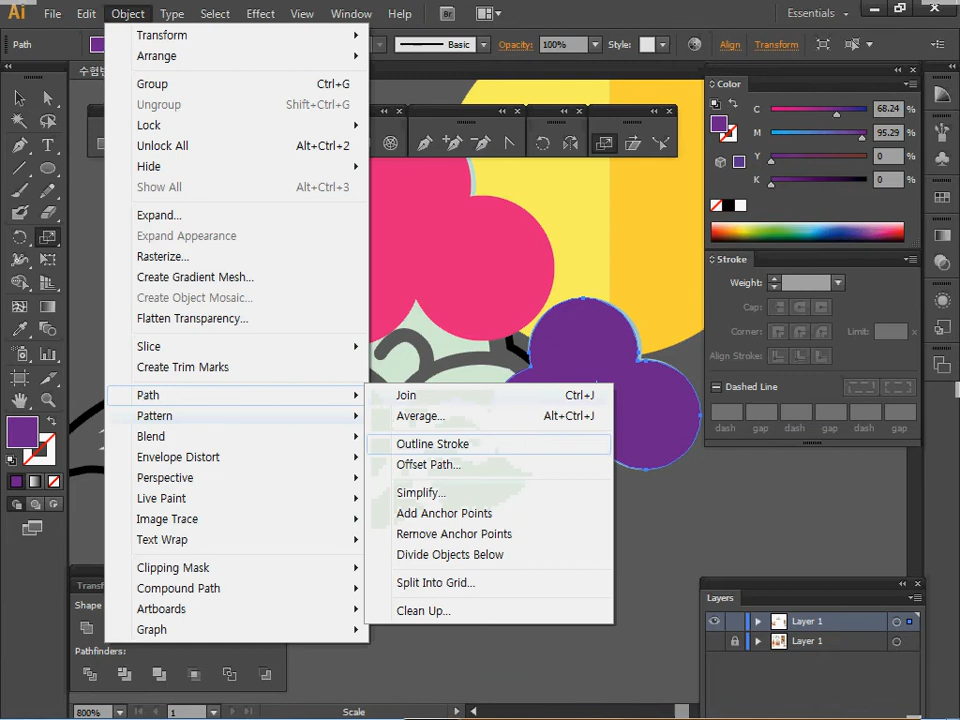 Ai File Edit Object Type Select Effect View Window Help Br Essentials
Path Basic Opacity: 100% Style: Align Transform
수험번
Transform
Arrange
Group Ctrl+G
Ungroup Shift+Ctrl+G
Lock
Unlock All Alt+Ctrl+2
Hide
Show All Alt+Ctrl+3
Expand...
Expand Appearance
Rasterize...
Create Gradient Mesh...
Create Object Mosaic...
Flatten Transparency...
Slice
Create Trim Marks
Path
Pattern
Blend
Envelope Distort
Perspective
Live Paint
Image Trace
Text Wrap
Clipping Mask
Compound Path
Artboards
Graph
Join Ctrl+J
Average... Alt+Ctrl+J
Outline Stroke
Offset Path...
Simplify...
Add Anchor Points
Remove Anchor Points
Divide Objects Below
Split Into Grid...
Clean Up...
Color
C 68.24 %
M 95.29 %
Y 0 %
K 0 %
Stroke
Weight:
Cap:
Corner: Limit: x
Align Stroke:
Dashed Line
dash gap dash gap dash gap
Transf
Shape
Pathfinders:
Layers
Layer 1
Layer 1
800% 1 Scale